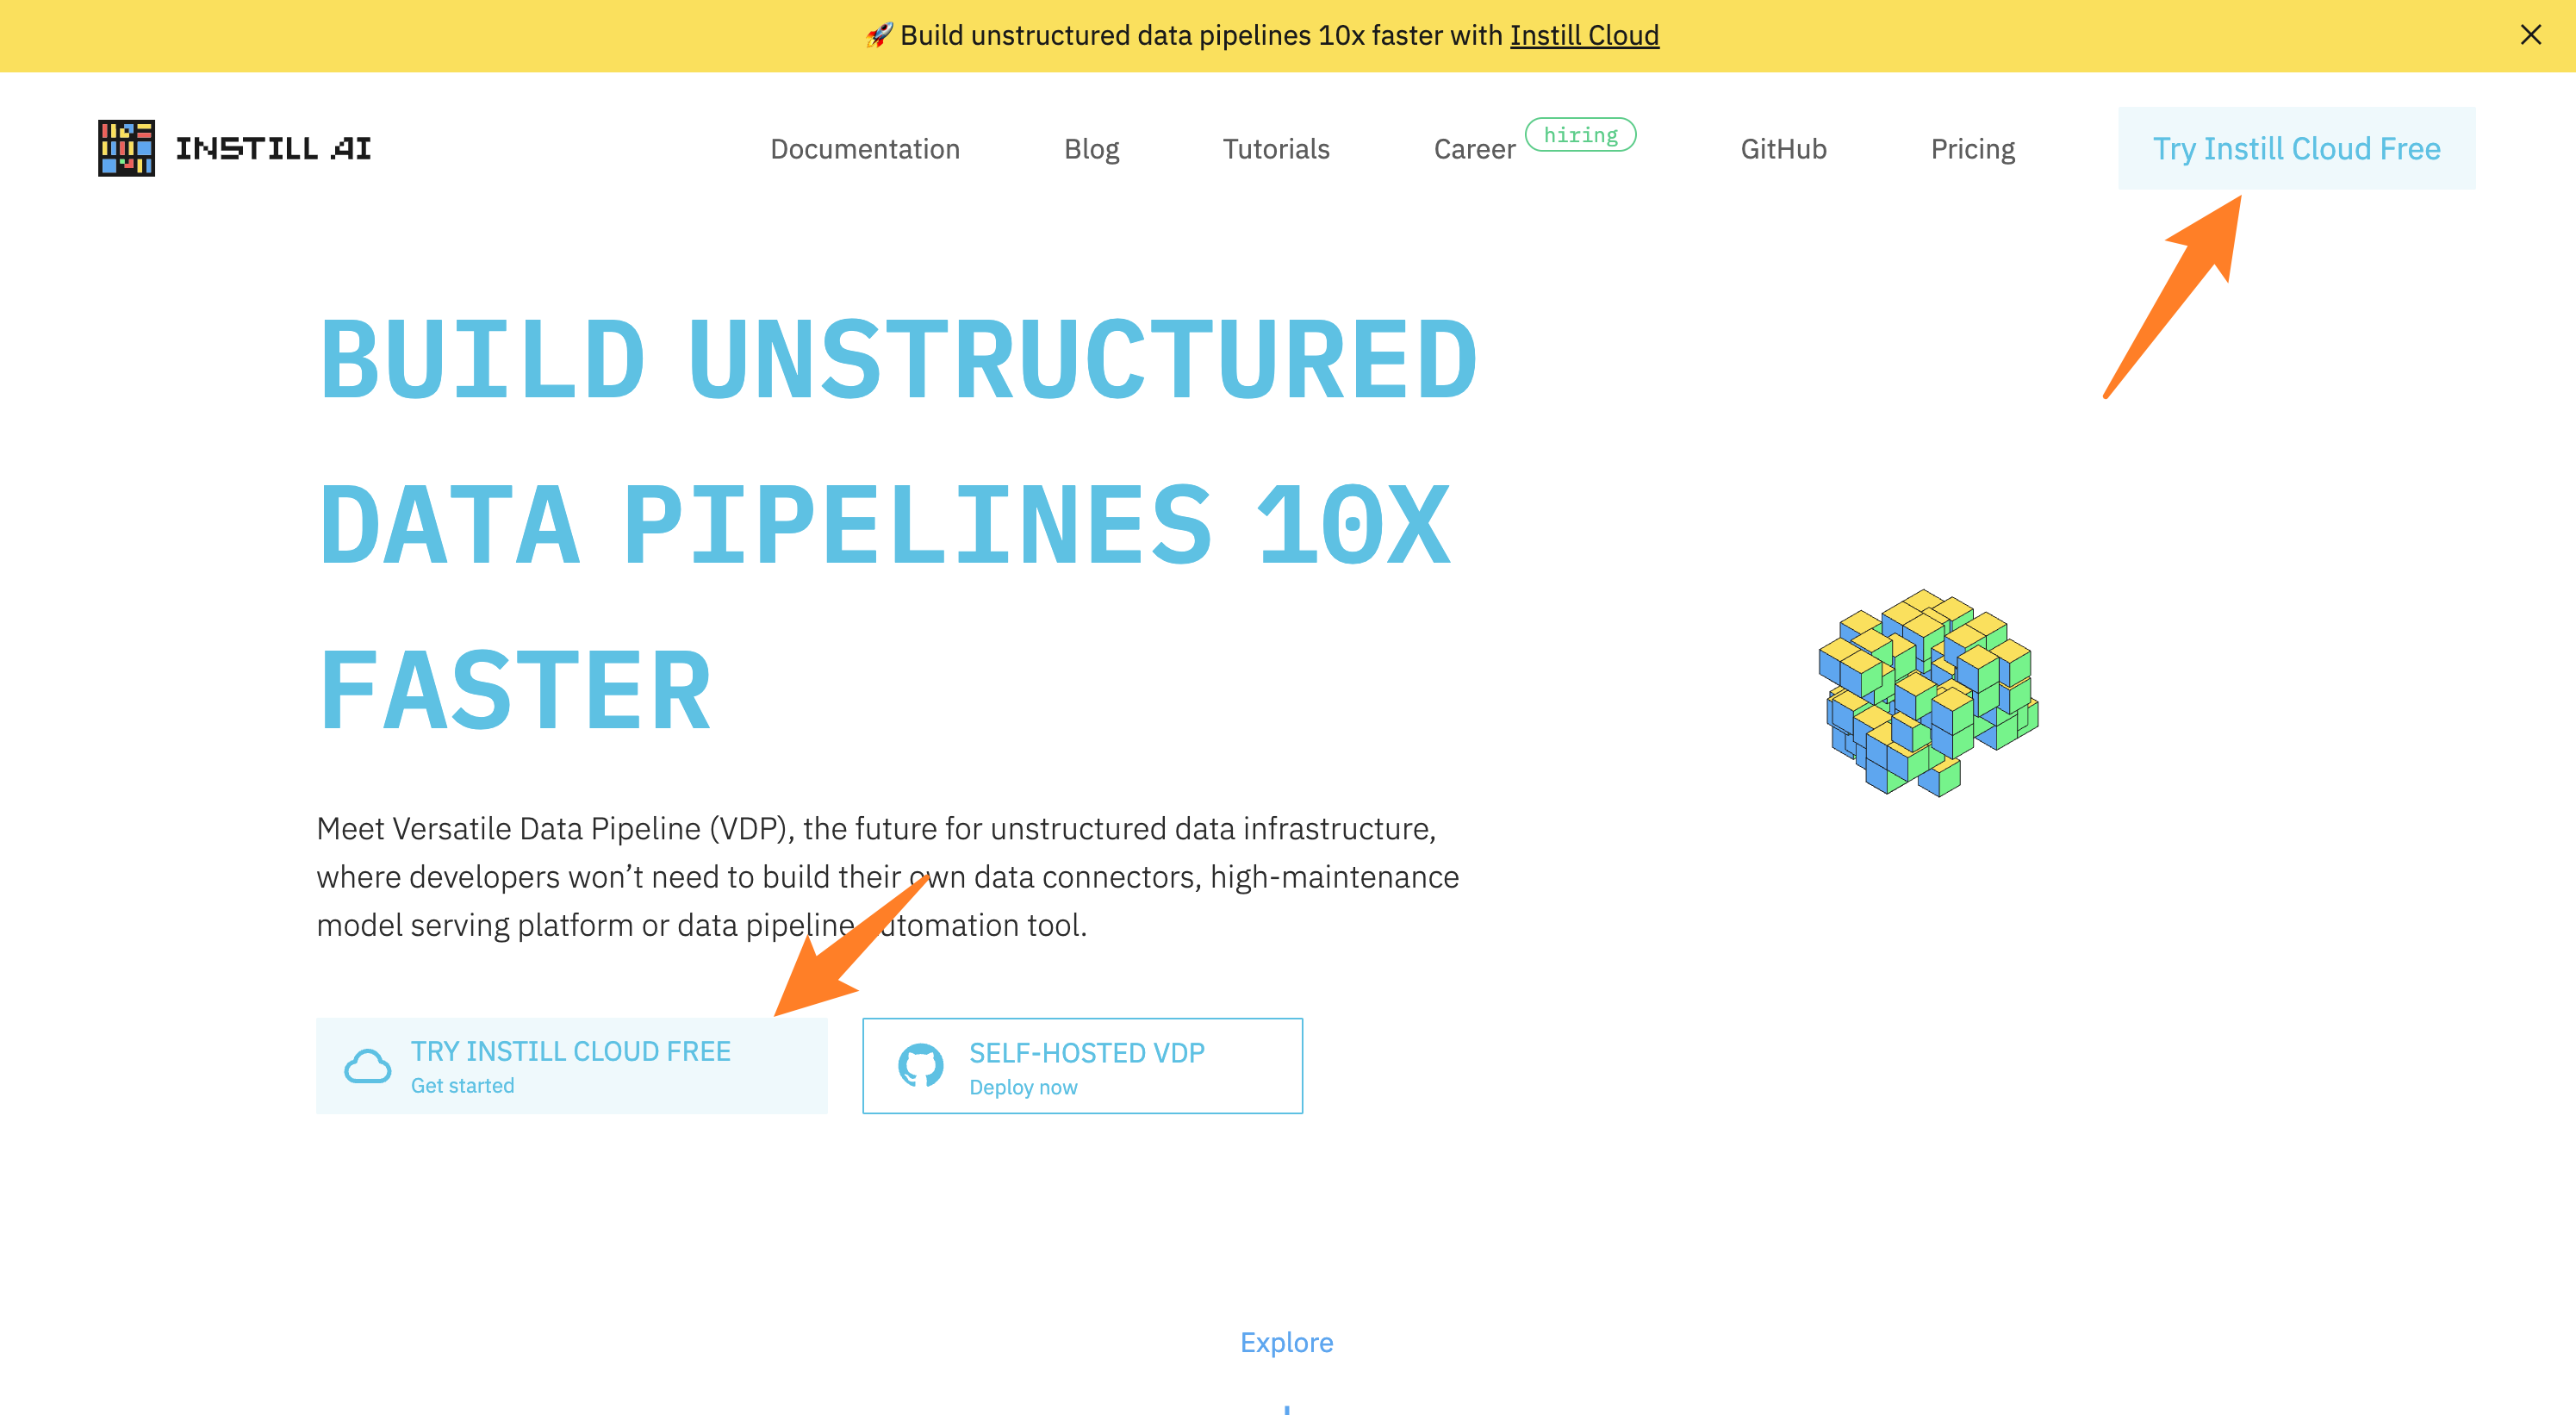 🚀 Build unstructured data pipelines 10x faster with Instill Cloud
INSTILL AI
Documentation
Blog
Tutorials
Career
hiring
GitHub
Pricing
Try Instill Cloud Free
BUILD UNSTRUCTURED
DATA PIPELINES 10X
FASTER
Meet Versatile Data Pipeline (VDP), the future for unstructured data infrastructure,
where developers won’t need to build their own data connectors, high-maintenance
model serving platform or data pipeline automation tool.
TRY INSTILL CLOUD FREE
Get started
SELF-HOSTED VDP
Deploy now
Explore